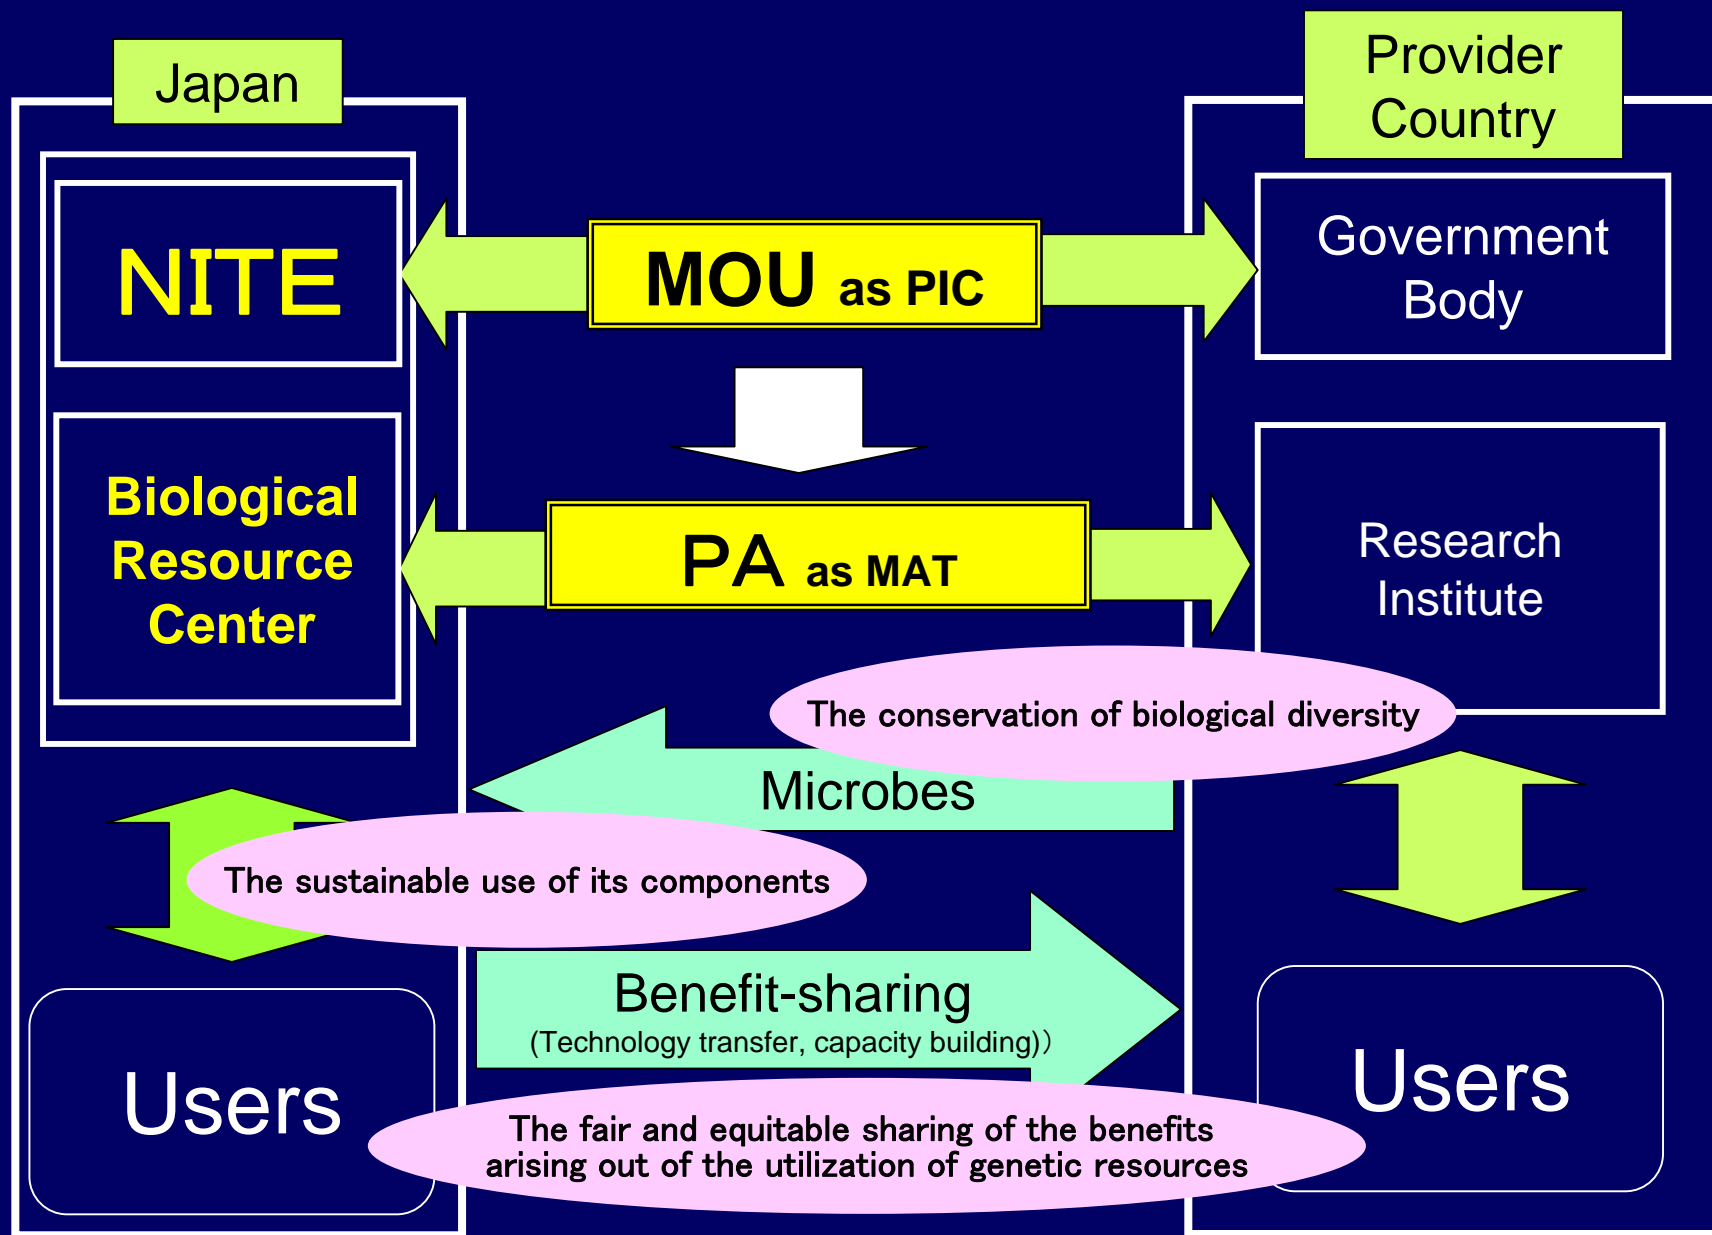 Japan
Provider
Country
NITE
MOU as PIC
Government
Body
Biological
Resource
Center
PA as MAT
Research
Institute
The conservation of biological diversity
Microbes
The sustainable use of its components
Benefit-sharing
(Technology transfer, capacity building)）
Users
Users
The fair and equitable sharing of the benefits
arising out of the utilization of genetic resources